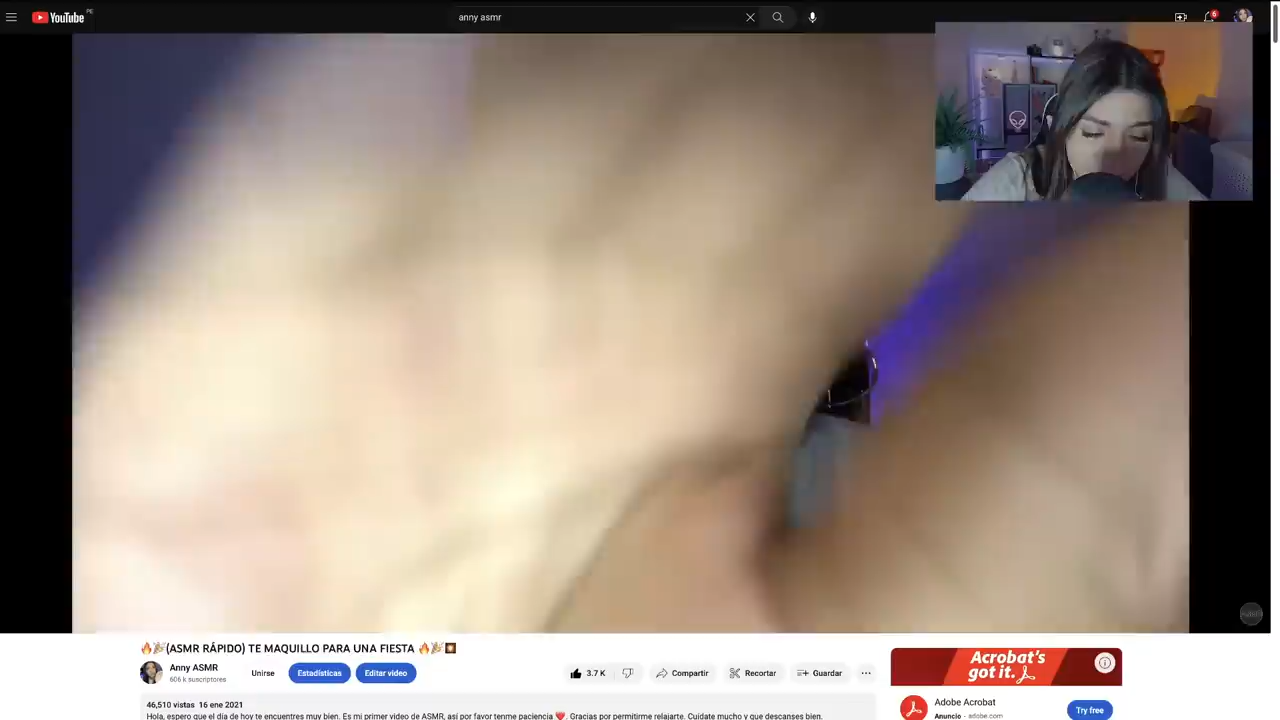 YouTube PE
anny asmr
6
🔥🎉(ASMR RÁPIDO) TE MAQUILLO PARA UNA FIESTA 🔥🎉🎇
Anny ASMR
606 k suscriptores
Unirse
Estadísticas
Editar video
3.7 K
Compartir
Recortar
Guardar
46,510 vistas 16 ene 2021
Hola, espero que el día de hoy te encuentres muy bien. Es mi primer video de ASMR, así por favor tenme paciencia ❤️. Gracias por permitirme relajarte. Cuídate mucho y que descanses bien.
Acrobat's
got it.
Adobe Acrobat
Anuncio · adobe.com
Try free